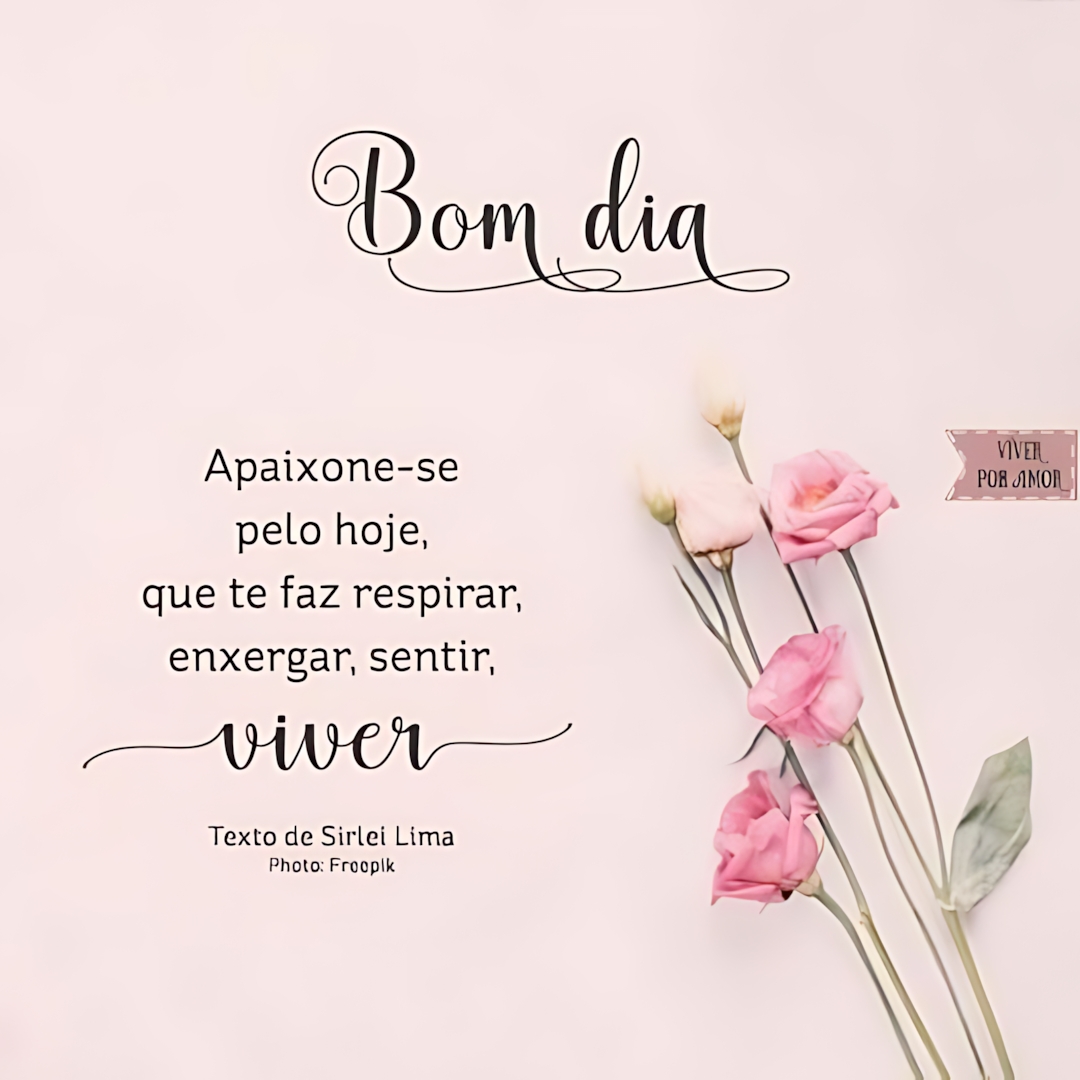 Bom dia
Apaixone-se
pelo hoje,
que te faz respirar,
enxergar, sentir,
viver
Texto de Sirlei Lima
Photo: Freepik
VIVER
POR AMOR